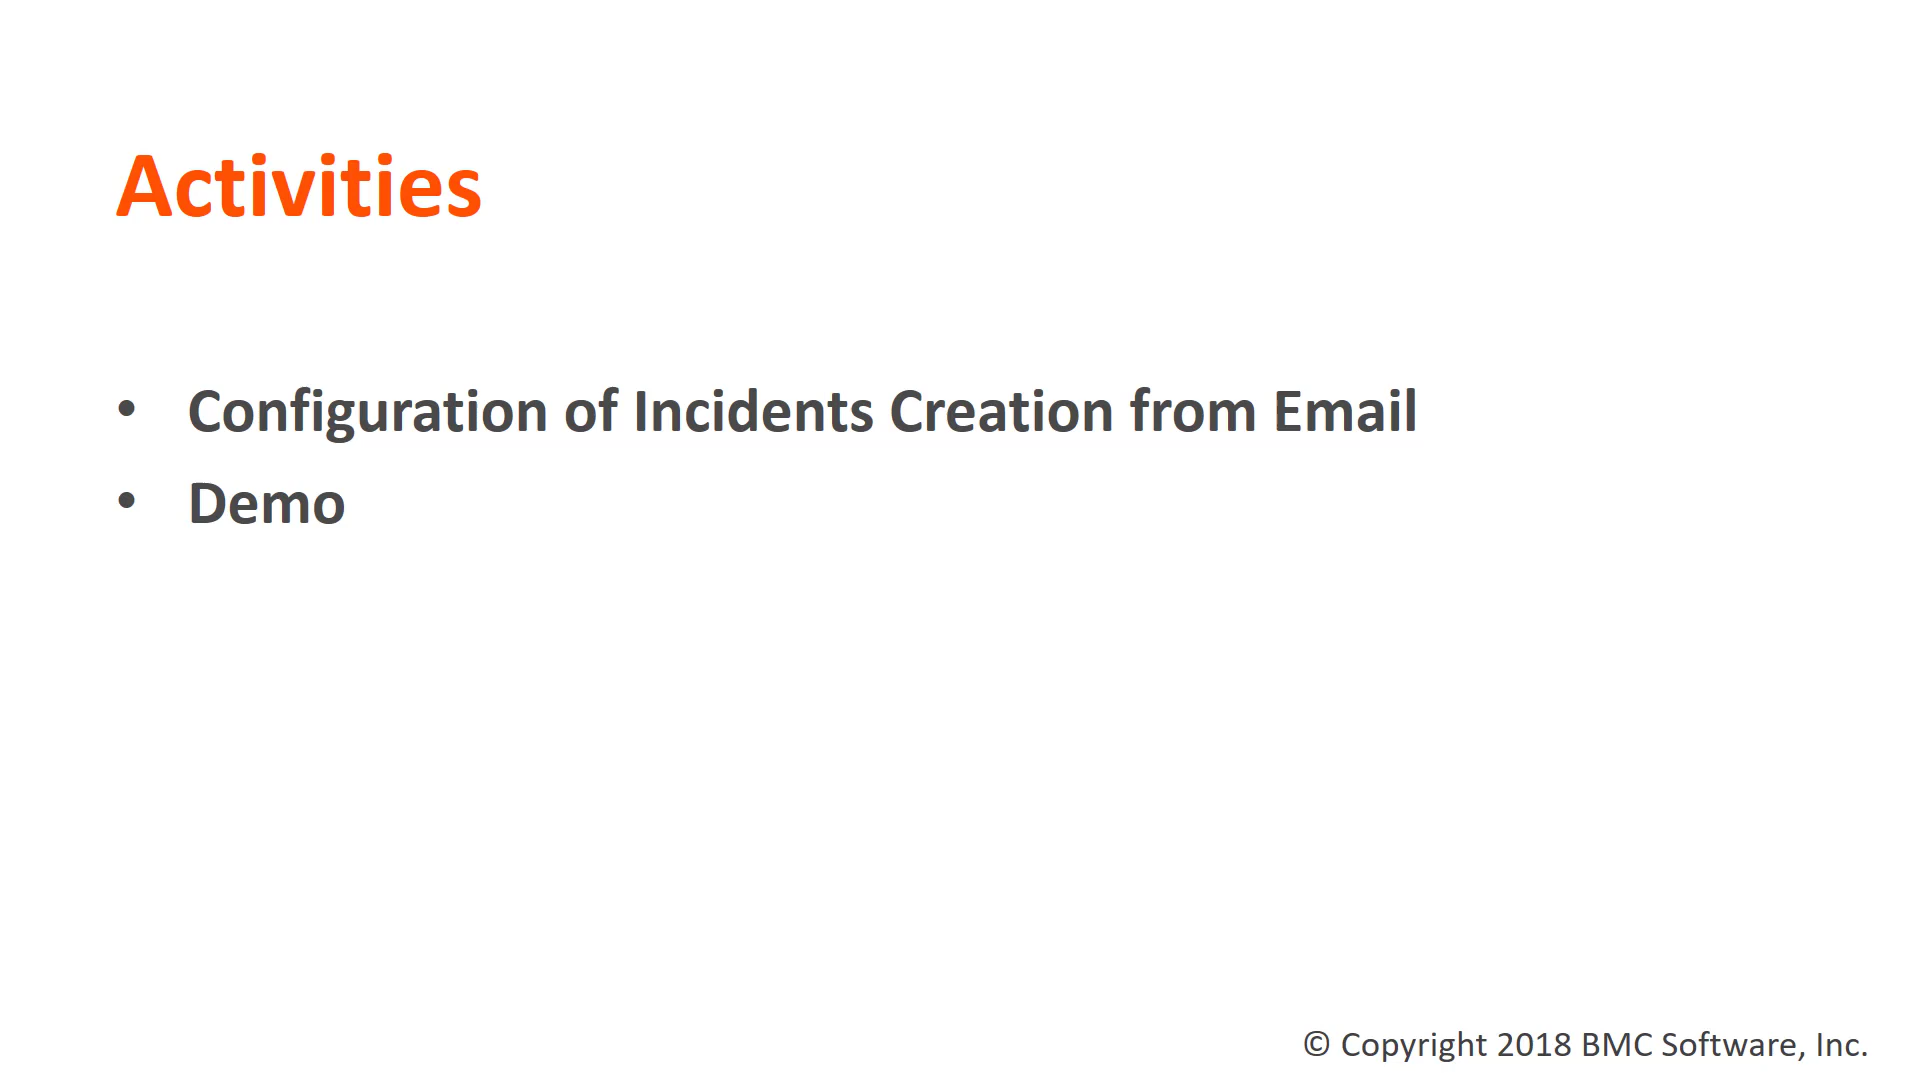 Activities
• Configuration of Incidents Creation from Email
• Demo
© Copyright 2018 BMC Software, Inc.